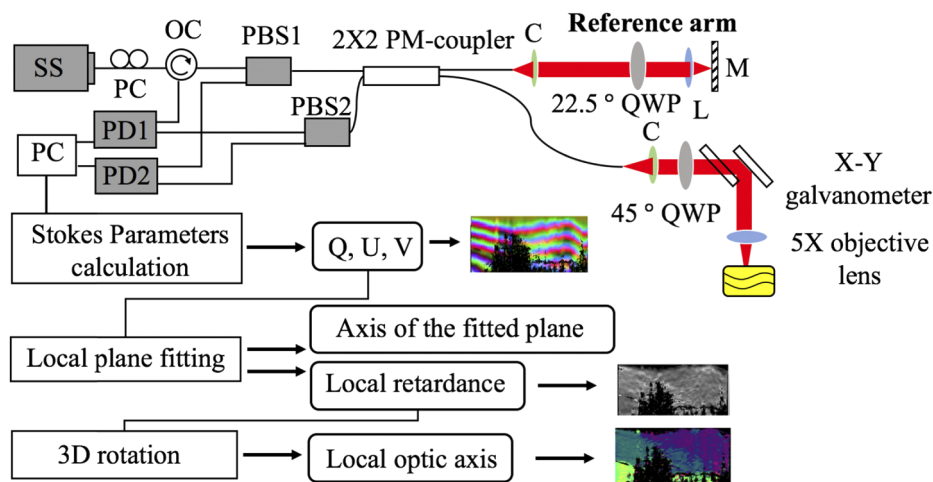 Reference arm
OC
PBS1
2X2 PM-coupler
C
SS
PC
M
22.5 ° QWP
L
PBS2
PD1
PC
PD2
C
45 ° QWP
X-Y
galvanometer
5X objective
lens
Stokes Parameters
calculation
Q, U, V
Axis of the fitted plane
Local plane fitting
Local retardance
3D rotation
Local optic axis